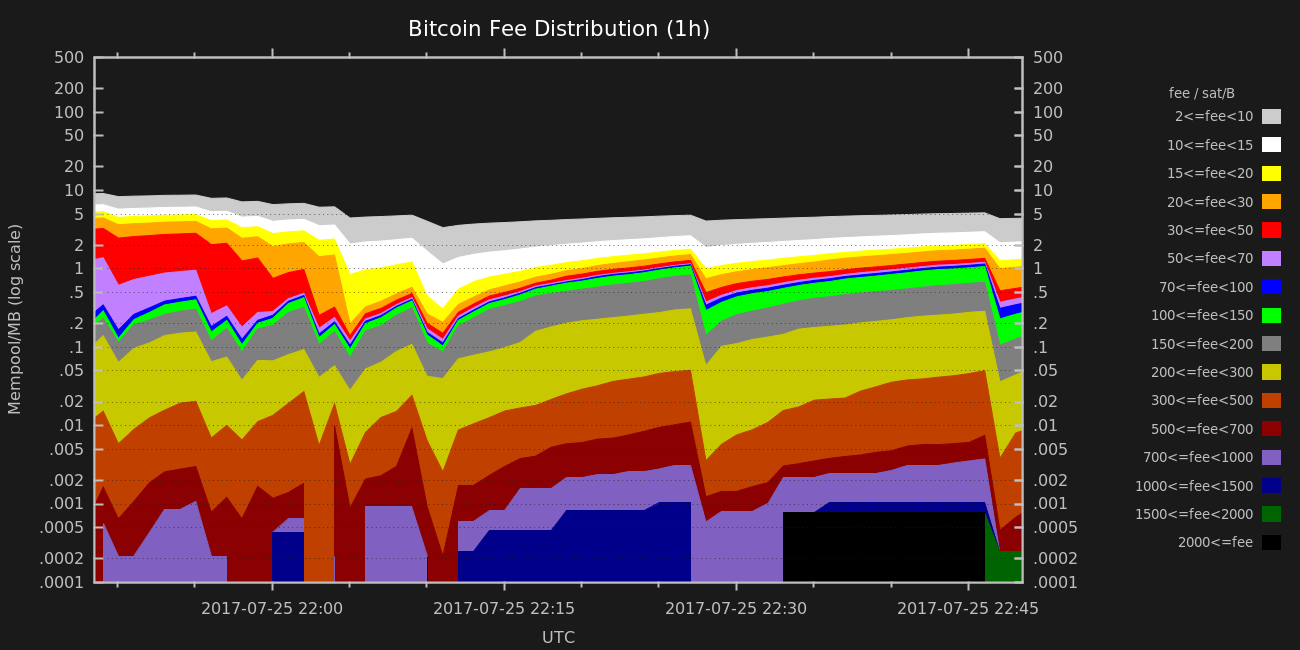 Bitcoin Fee Distribution (1h)
500 500
200 200
100 100
50 50
20 20
10 10
5 5
2 2
1 1
.5 .5
.2 .2
.1 .1
.05 .05
.02 .02
.01 .01
.005 .005
.002 .002
.001 .001
.0005 .0005
.0002 .0002
.0001 .0001
Mempool/MB (log scale)
2017-07-25 22:00 2017-07-25 22:15 2017-07-25 22:30 2017-07-25 22:45
UTC
fee / sat/B
2<=fee<10
10<=fee<15
15<=fee<20
20<=fee<30
30<=fee<50
50<=fee<70
70<=fee<100
100<=fee<150
150<=fee<200
200<=fee<300
300<=fee<500
500<=fee<700
700<=fee<1000
1000<=fee<1500
1500<=fee<2000
2000<=fee